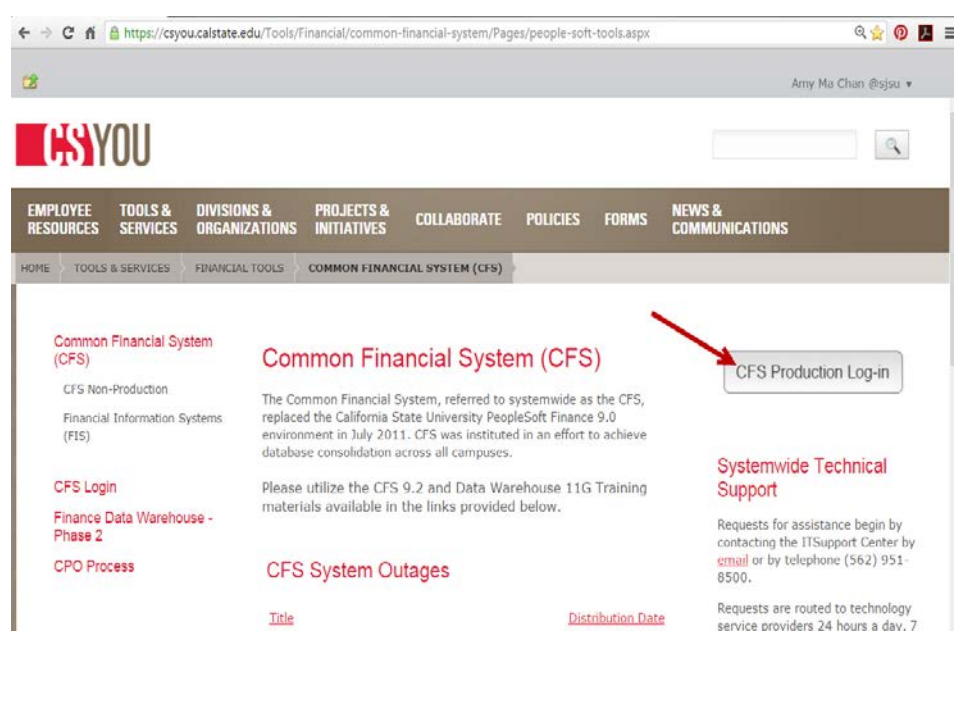 https://csyou.calstate.edu/Tools/Financial/common-financial-system/Pages/people-soft-tools.aspx
Amy Ma Chan @sjsu
CSYOU
EMPLOYEE RESOURCES
TOOLS & SERVICES
DIVISIONS & ORGANIZATIONS
PROJECTS & INITIATIVES
COLLABORATE
POLICIES
FORMS
NEWS & COMMUNICATIONS
HOME
TOOLS & SERVICES
FINANCIAL TOOLS
COMMON FINANCIAL SYSTEM (CFS)
Common Financial System
(CFS)
CFS Non-Production
Financial Information Systems
(FIS)
CFS Login
Finance Data Warehouse -
Phase 2
CPO Process
Common Financial System (CFS)
The Common Financial System, referred to systemwide as the CFS,
replaced the California State University PeopleSoft Finance 9.0
environment in July 2011. CFS was instituted in an effort to achieve
database consolidation across all campuses.
Please utilize the CFS 9.2 and Data Warehouse 11G Training
materials available in the links provided below.
CFS System Outages
Title
Distribution Date
CFS Production Log-in
Systemwide Technical
Support
Requests for assistance begin by
contacting the ITSupport Center by
email or by telephone (562) 951-
8500.
Requests are routed to technology
service providers 24 hours a day, 7